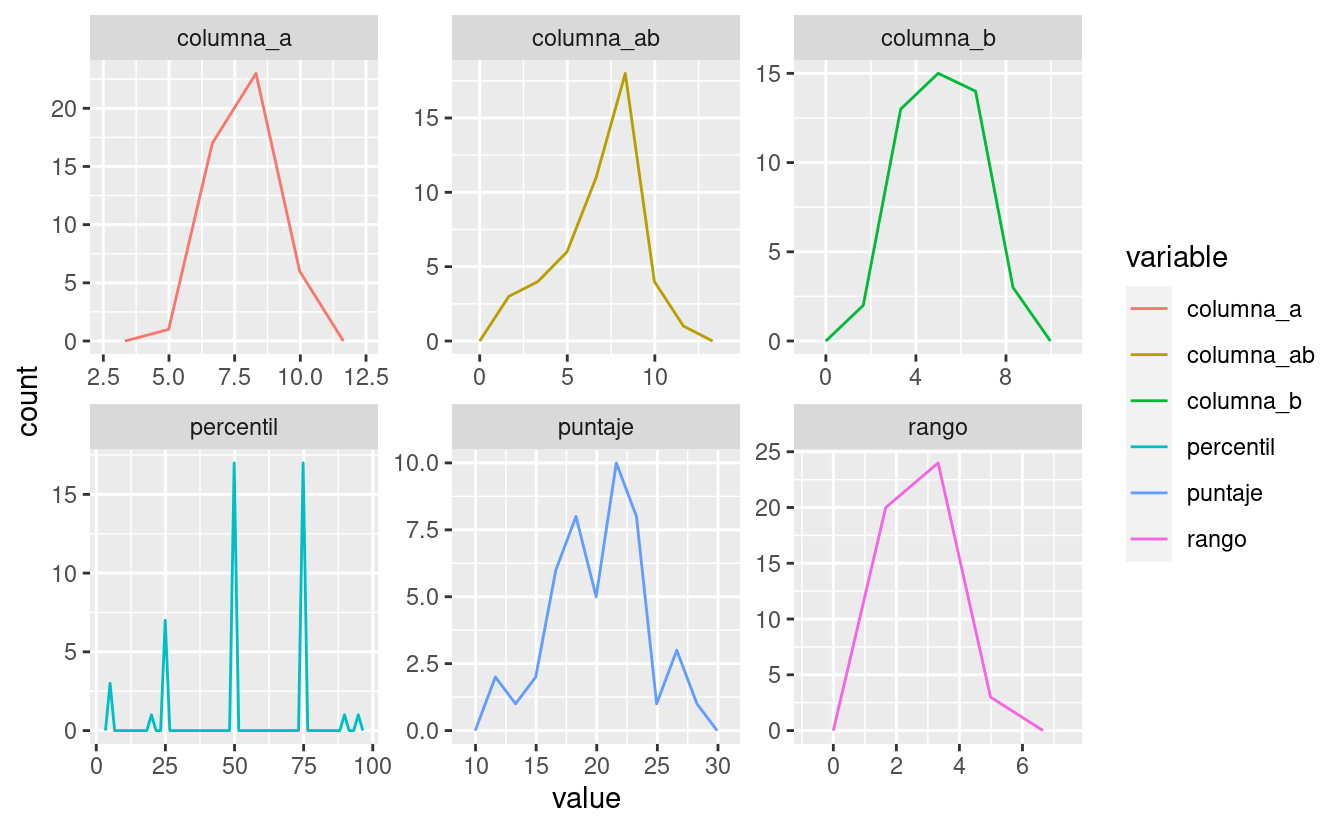 columna_a
columna_ab
columna_b
20
15
10
5
0
2.5 5.0 7.5 10.0 12.5
15
10
5
0
0 5 10
15
10
5
0
0 4 8
percentil
puntaje
rango
15
10
5
0
0 25 50 75 100
10.0
7.5
5.0
2.5
0.0
10 15 20 25 30
25
20
15
10
5
0
0 2 4 6
count
value
variable
columna_a
columna_ab
columna_b
percentil
puntaje
rango